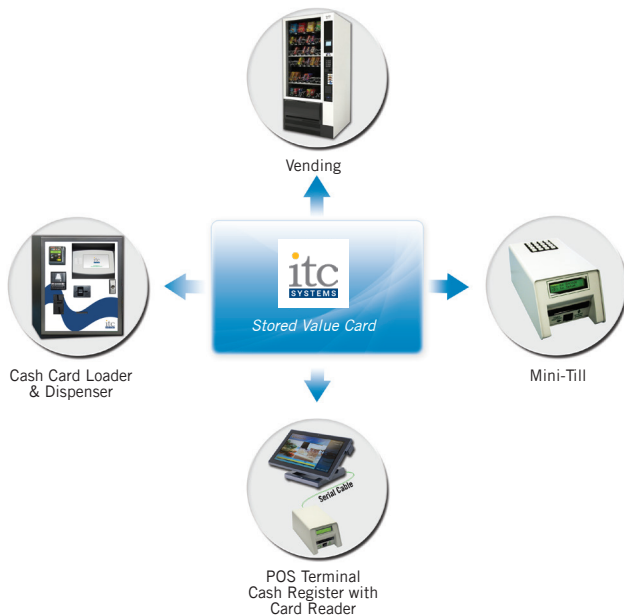 Vending
itc
SYSTEMS
Stored Value Card
itc
Cash Card Loader
& Dispenser
Mini-Till
Serial Cable
POS Terminal
Cash Register with
Card Reader